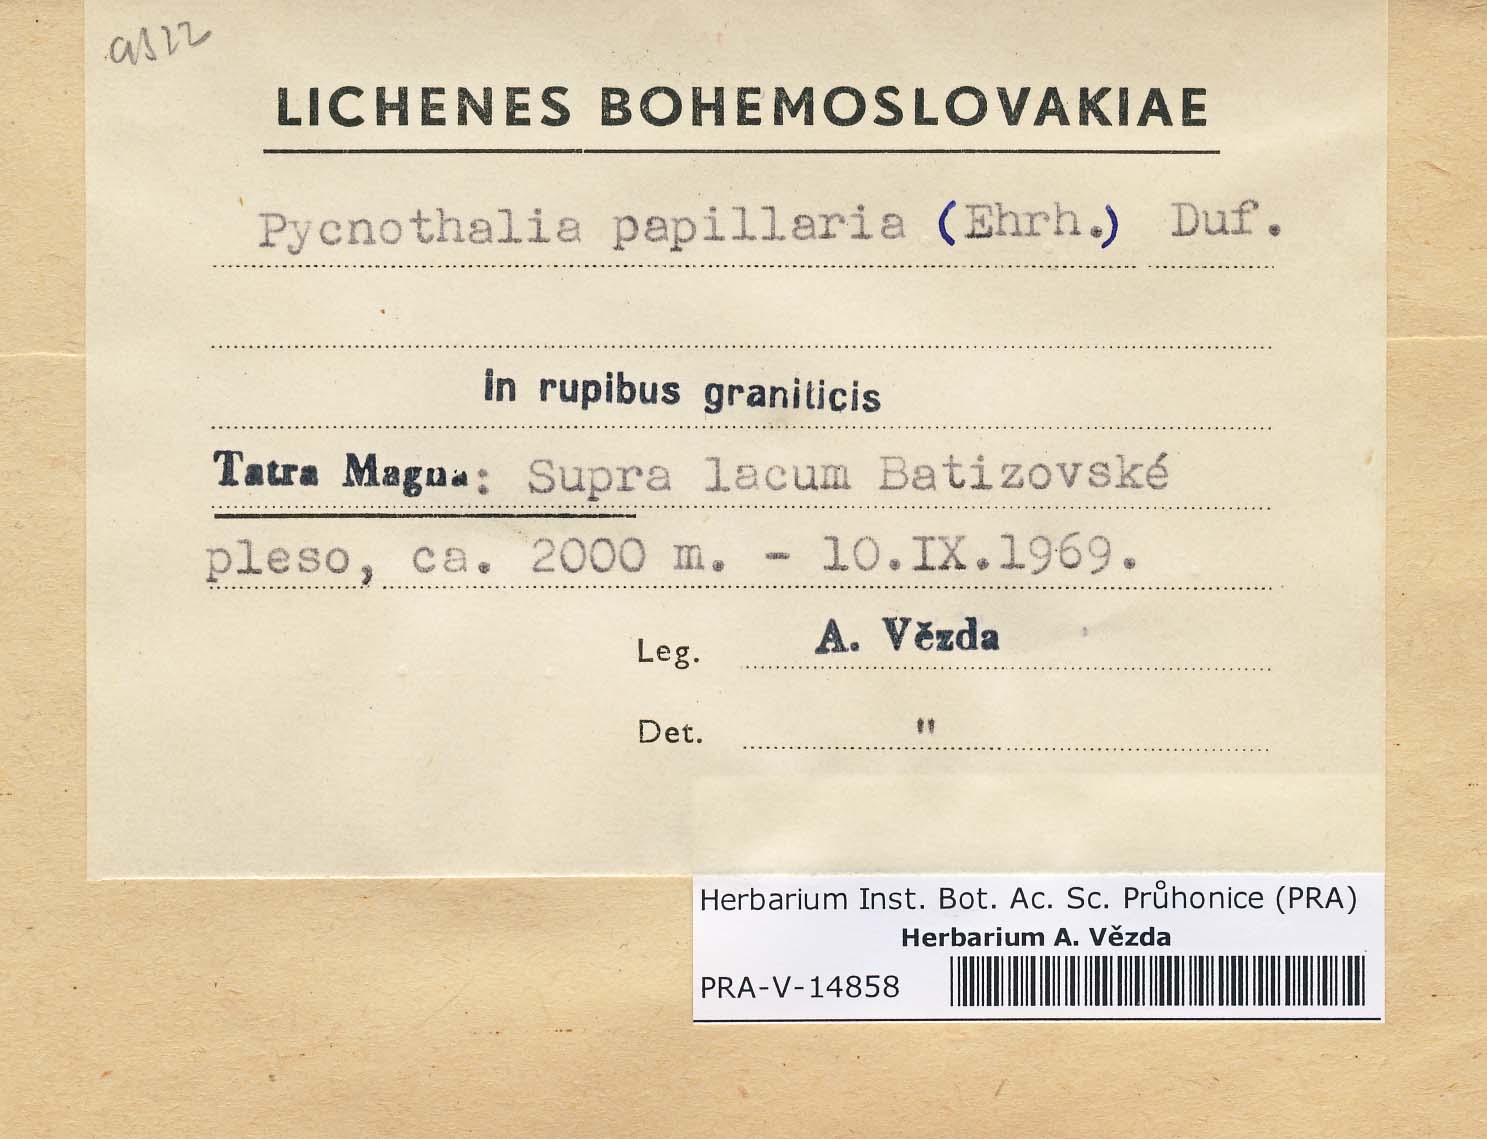 LICHENES BOHEMOSLOVAKIAE
Pycnothalia papillaria (Ehrh.) Duf.
in rupibus graniticis
Tatra Magna: Supra lacum Batizovské
pleso, ca. 2000 m. - 10.IX.1969.
Leg. A. Vězda
Det. "
Herbarium Inst. Bot. Ac. Sc. Průhonice (PRA)
Herbarium A. Vězda
PRA-V-14858